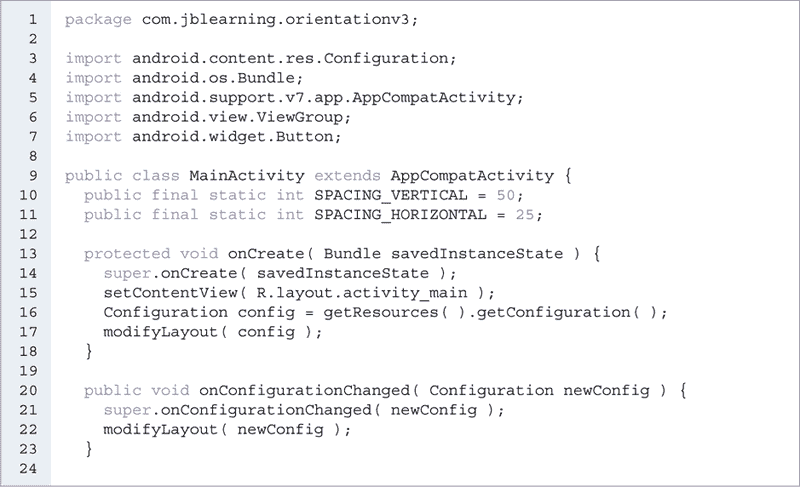 1 package com.jblearning.orientationv3;
2
3 import android.content.res.Configuration;
4 import android.os.Bundle;
5 import android.support.v7.app.AppCompatActivity;
6 import android.view.ViewGroup;
7 import android.widget.Button;
8
9 public class MainActivity extends AppCompatActivity {
10   public final static int SPACING_VERTICAL = 50;
11   public final static int SPACING_HORIZONTAL = 25;
12
13   protected void onCreate( Bundle savedInstanceState ) {
14     super.onCreate( savedInstanceState );
15     setContentView( R.layout.activity_main );
16     Configuration config = getResources( ).getConfiguration( );
17     modifyLayout( config );
18   }
19
20   public void onConfigurationChanged( Configuration newConfig ) {
21     super.onConfigurationChanged( newConfig );
22     modifyLayout( newConfig );
23   }
24